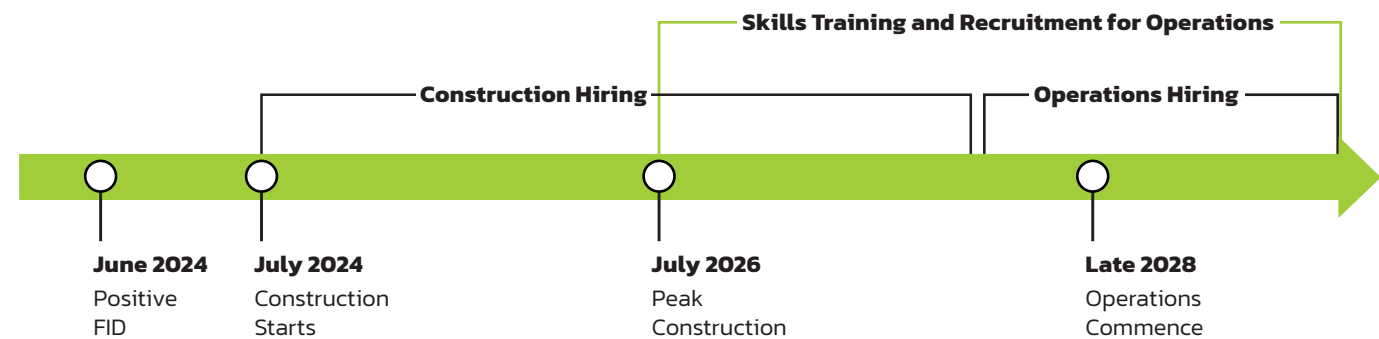 Skills Training and Recruitment for Operations
Construction Hiring
Operations Hiring
June 2024
Positive
FID
July 2024
Construction
Starts
July 2026
Peak
Construction
Late 2028
Operations
Commence